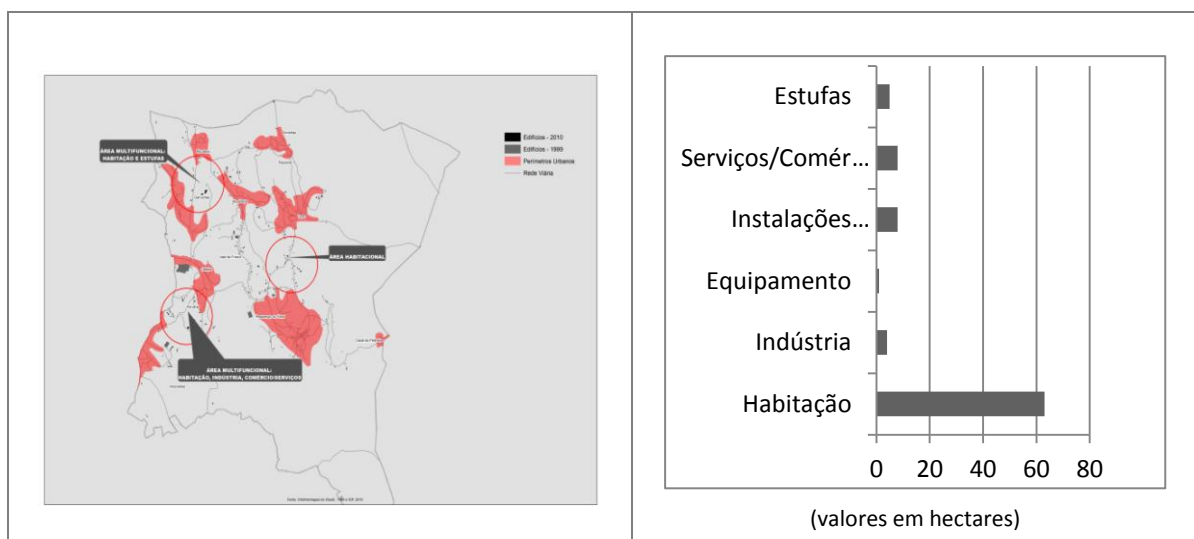 ÁREA MULTIFUNCIONAL:
HABITAÇÃO E ESTUFAS
Edifícios - 2010
Edifícios - 1999
Perímetros Urbanos
Rede Viária
ÁREA HABITACIONAL
ÁREA MULTIFUNCIONAL:
HABITAÇÃO, INDÚSTRIA, COMÉRCIO/SERVIÇOS
Estufas
Serviços/Comér...
Instalações...
Equipamento
Indústria
Habitação
0 20 40 60 80
(valores em hectares)